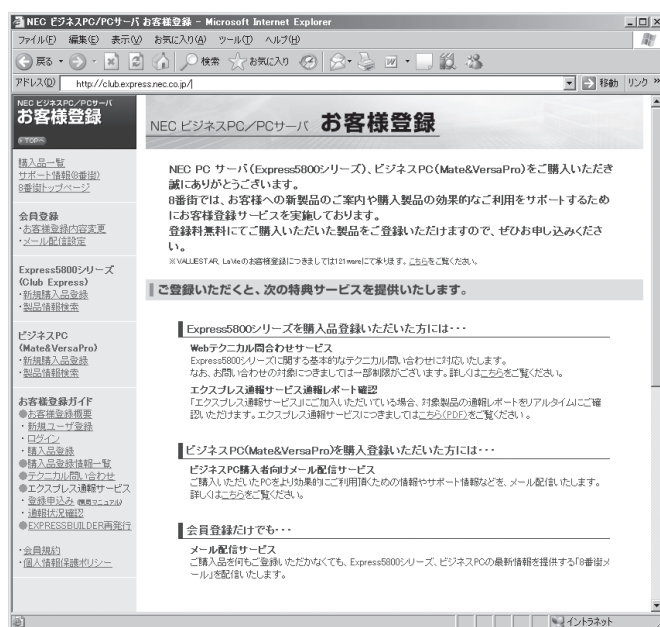 NEC ビジネスPC/PCサーバ お客様登録 - Microsoft Internet Explorer
ファイル(F) 編集(E) 表示(V) お気に入り(A) ツール(T) ヘルプ(H)
戻る 検索 お気に入り
アドレス(D) http://club.express.nec.co.jp/ 移動 リンク »
NEC ビジネスPC/PCサーバ
お客様登録
TOPへ
購入品一覧
サポート情報(8番街)
8番街トップページ
会員登録
・お客様登録内容変更
・メール配信設定
Express5800シリーズ
(Club Express)
・新規購入品登録
・製品情報検索
ビジネスPC
(Mate&VersaPro)
・新規購入品登録
・製品情報検索
お客様登録ガイド
●お客様登録概要
・新規ユーザ登録
・ログイン
・購入品登録
●購入品登録情報一覧
●テクニカル問い合わせ
●エクスプレス通報サービス
・登録申込み (簡易マニュアル)
・通報状況確認
●EXPRESSBUILDER再発行
・会員規約
・個人情報保護ポリシー
NEC ビジネスPC/PCサーバ お客様登録
NEC PC サーバ(Express5800シリーズ)、ビジネスPC(Mate&VersaPro)をご購入いただき
誠にありがとうございます。
8番街では、お客様への新製品のご案内や購入製品の効果的なご利用をサポートするため
にお客様登録サービスを実施しております。
登録料無料にてご購入いただいた製品をご登録いただけますので、ぜひお申し込みくださ
い。
※VALUESTAR, LaVieのお客様登録につきましては121wareにて承ります。こちらをご覧ください。
ご登録いただくと、次の特典サービスを提供いたします。
Express5800シリーズを購入品登録いただいた方には・・・
Webテクニカル問合わせサービス
Express5800シリーズに関する基本的なテクニカル問い合わせに対応いたします。
なお、お問い合わせの対象につきましては一部制限がございます。詳しくはこちらをご覧ください。
エクスプレス通報サービス通報レポート確認
「エクスプレス通報サービス」にご加入いただいている場合、対象製品の通報レポートをリアルタイムにご確
認いただけます。エクスプレス通報サービスにつきましてはこちら(PDF)をご覧ください。
ビジネスPC(Mate&VersaPro)を購入登録いただいた方には・・・
ビジネスPC購入者向けメール配信サービス
ご購入いただいたPCをより効果的にご利用頂くための情報やサポート情報などを、メール配信いたします。
詳しくはこちらをご覧ください。
会員登録だけでも・・・
メール配信サービス
ご購入品を何もご登録いただかなくても、Express5800シリーズ、ビジネスPCの最新情報を提供する「8番街メ
ール」を配信いたします。
イントラネット